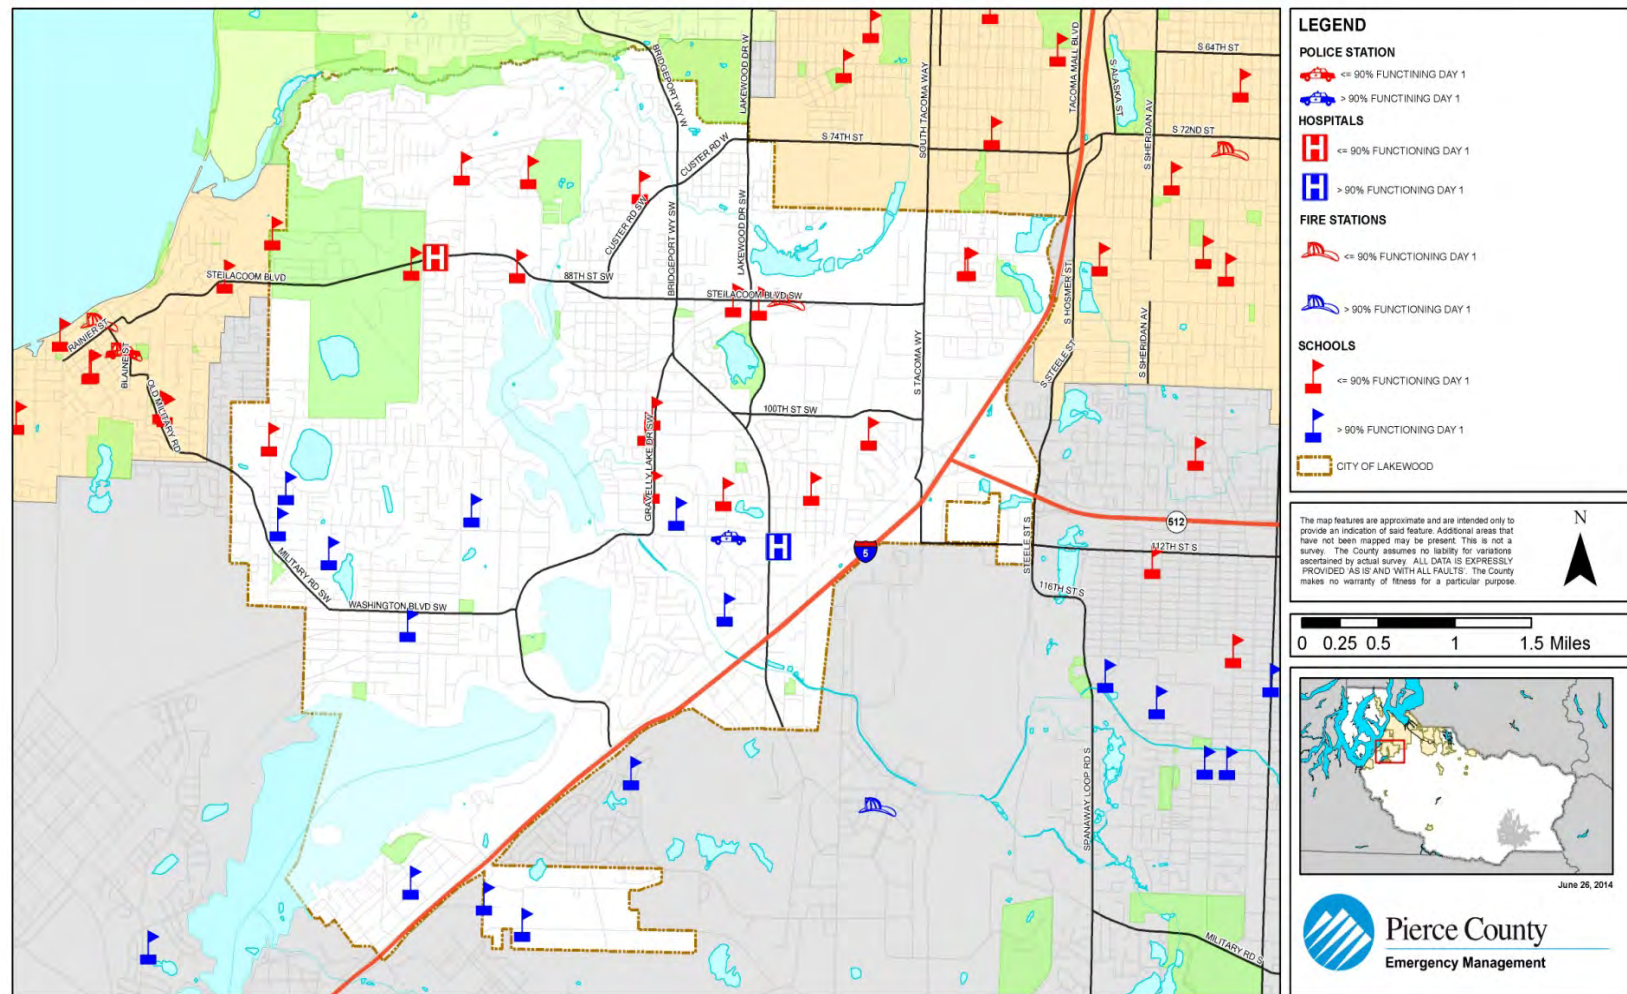 BRIDGEPORT WY W
LAKEWOOD DR W
SOUTH TACOMA WAY
TACOMA MALL BLVD
S ALASKA ST
S 64TH ST
S 74TH ST
S 72ND ST
S SHERIDAN AV
CUSTER RD W
CUSTER RD SW
BRIDGEPORT WY SW
LAKEWOOD DR SW
STEILACOOM BLVD
H
88TH ST SW
STEILACOOM BLVD SW
S HOSMER ST
S SHERIDAN AV
RAINIER ST
BLAINE ST
OLD MILITARY RD
S TACOMA WY
S STEELE ST
100TH ST SW
GRAVELLY LAKE DR SW
512
H
5
112TH ST S
STEELE ST S
116TH ST S
MILITARY RD SW
WASHINGTON BLVD SW
SPANAWAY LOOP RD S
MILITARY RD S
LEGEND
POLICE STATION
<= 90% FUNCTINING DAY 1
> 90% FUNCTINING DAY 1
HOSPITALS
H <= 90% FUNCTIONING DAY 1
H > 90% FUNCTIONING DAY 1
FIRE STATIONS
<= 90% FUNCTIONING DAY 1
> 90% FUNCTIONING DAY 1
SCHOOLS
<= 90% FUNCTIONING DAY 1
> 90% FUNCTIONING DAY 1
CITY OF LAKEWOOD
The map features are approximate and are intended only to
provide an indication of said feature. Additional areas that
have not been mapped may be present. This is not a
survey. The County assumes no liability for variations
ascertained by actual survey. ALL DATA IS EXPRESSLY
PROVIDED 'AS IS' AND 'WITH ALL FAULTS'. The County
makes no warranty of fitness for a particular purpose.
N
0 0.25 0.5 1 1.5 Miles
June 26, 2014
Pierce County
Emergency Management